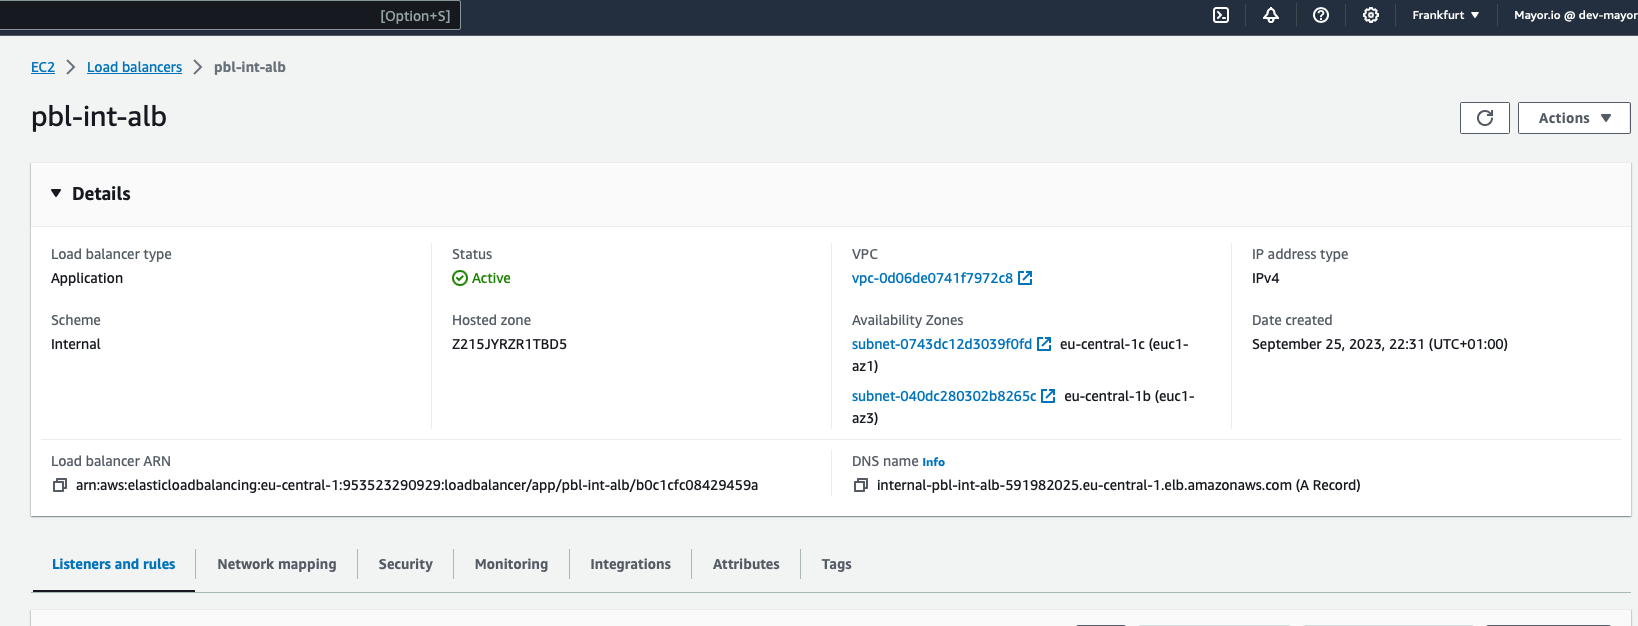 [Option+S]
Frankfurt
Mayor.io @ dev-mayor
EC2 > Load balancers > pbl-int-alb
pbl-int-alb
Actions
Details
Load balancer type
Application
Scheme
Internal
Status
Active
Hosted zone
Z215JYRZR1TBD5
VPC
vpc-0d06de0741f7972c8
Availability Zones
subnet-0743dc12d3039f0fd eu-central-1c (euc1-
az1)
subnet-040dc280302b8265c eu-central-1b (euc1-
az3)
IP address type
IPv4
Date created
September 25, 2023, 22:31 (UTC+01:00)
Load balancer ARN
arn:aws:elasticloadbalancing:eu-central-1:953523290929:loadbalancer/app/pbl-int-alb/b0c1cfc08429459a
DNS name Info
internal-pbl-int-alb-591982025.eu-central-1.elb.amazonaws.com (A Record)
Listeners and rules
Network mapping
Security
Monitoring
Integrations
Attributes
Tags